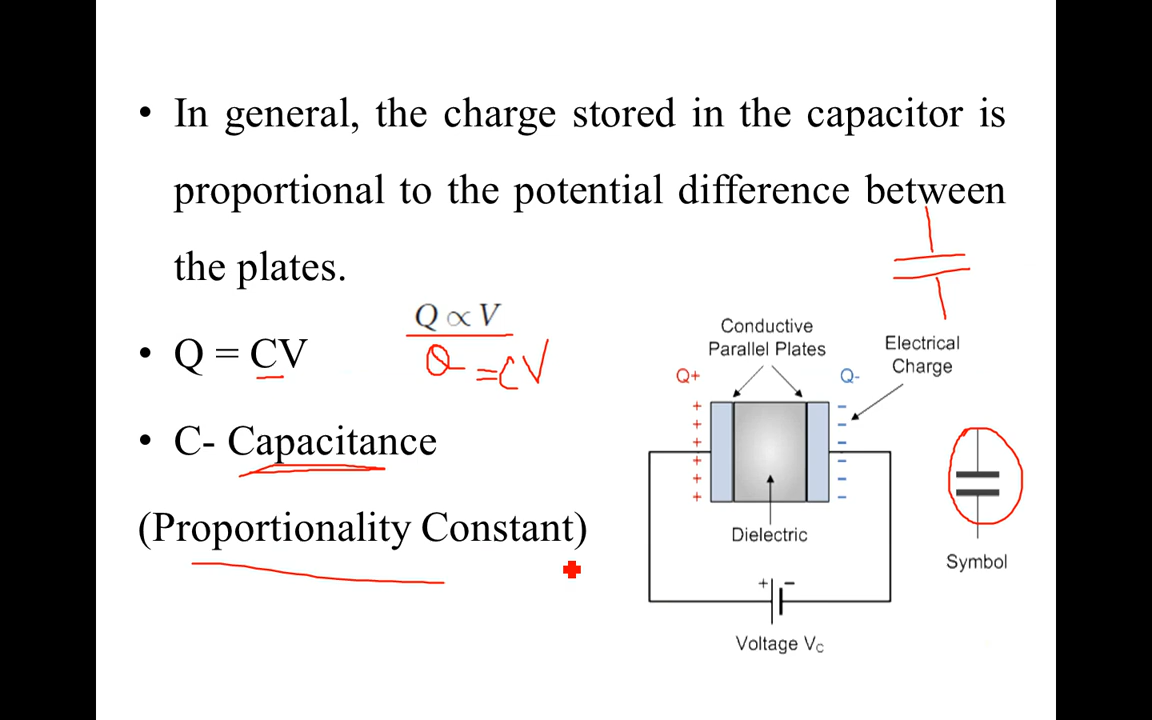 • In general, the charge stored in the capacitor is
proportional to the potential difference between
the plates.
Q ∝ V
• Q = CV
Q = CV
• C- Capacitance
(Proportionality Constant)
Conductive
Parallel Plates
Electrical
Charge
Q+
Q-
+ -
+ -
+ -
+ -
+ -
+ -
Dielectric
Symbol
+ -
Voltage Vc